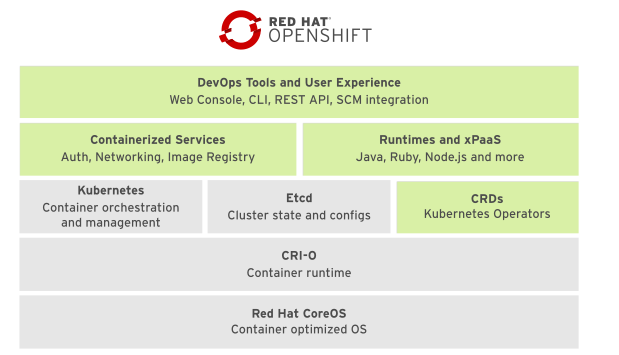 RED HAT®
OPENSHIFT
DevOps Tools and User Experience
Web Console, CLI, REST API, SCM integration
Containerized Services
Auth, Networking, Image Registry
Runtimes and xPaaS
Java, Ruby, Node.js and more
Kubernetes
Container orchestration
and management
Etcd
Cluster state and configs
CRDs
Kubernetes Operators
CRI-O
Container runtime
Red Hat CoreOS
Container optimized OS